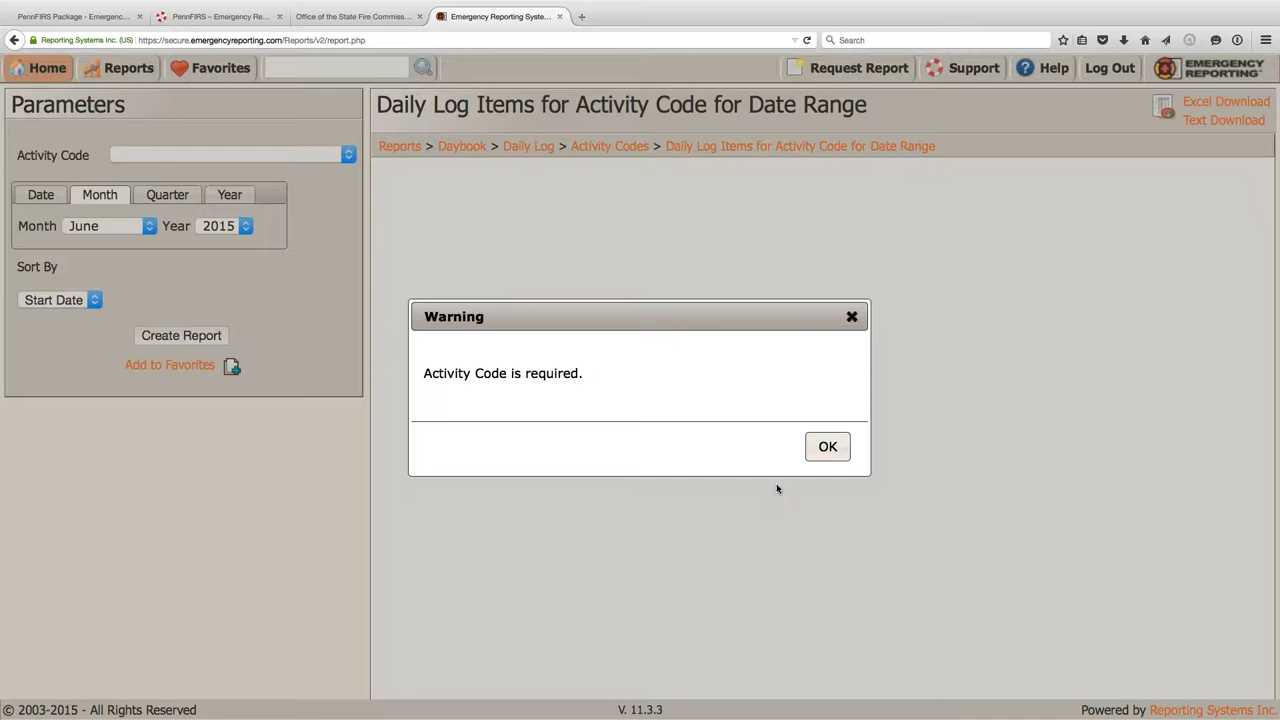 PennFIRS Package - Emergenc...
PennFIRS – Emergency Re...
Office of the State Fire Commiss...
Emergency Reporting Syste...
Reporting Systems Inc. (US)
https://secure.emergencyreporting.com/Reports/v2/report.php
Search
Home
Reports
Favorites
Request Report
Support
Help
Log Out
EMERGENCY REPORTING
Parameters
Activity Code
Date
Month
Quarter
Year
Month June Year 2015
Sort By
Start Date
Create Report
Add to Favorites
Daily Log Items for Activity Code for Date Range
Excel Download
Text Download
Reports > Daybook > Daily Log > Activity Codes > Daily Log Items for Activity Code for Date Range
Warning
Activity Code is required.
OK
© 2003-2015 - All Rights Reserved
V. 11.3.3
Powered by Reporting Systems Inc.